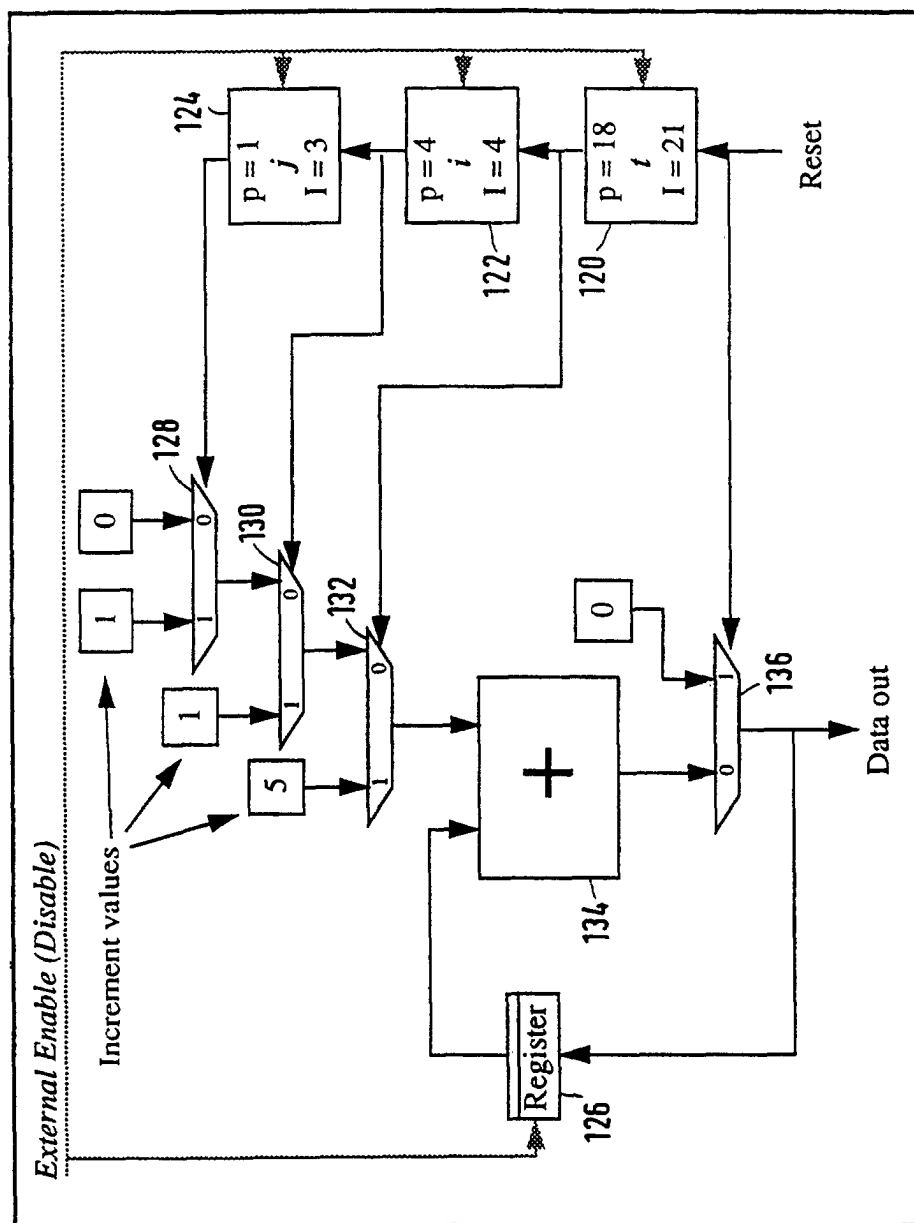 External Enable (Disable)
Increment values
1
0
1
5
1 0
128
1 0
130
1 0
132
p = 1
j
I = 3
124
p = 4
i
I = 4
122
p = 18
t
I = 21
120
Reset
Register
126
+
134
0
0 1
136
Data out